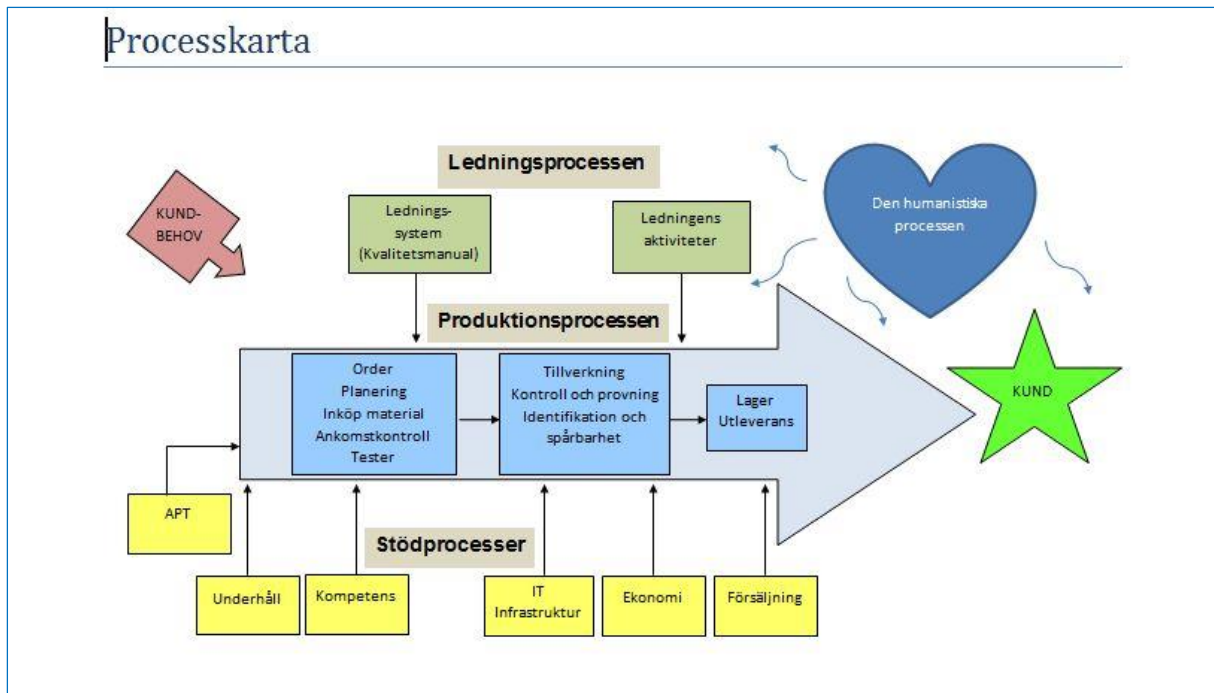 Processkarta
Ledningsprocessen
KUND-
BEHOV
Lednings-
system
(Kvalitetsmanual)
Ledningens
aktiviteter
Den humanistiska
processen
Produktionsprocessen
Order
Planering
Inköp material
Ankomstkontroll
Tester
Tillverkning
Kontroll och provning
Identifikation och
spårbarhet
Lager
Utleverans
KUND
APT
Stödprocesser
Underhåll
Kompetens
IT
Infrastruktur
Ekonomi
Försäljning